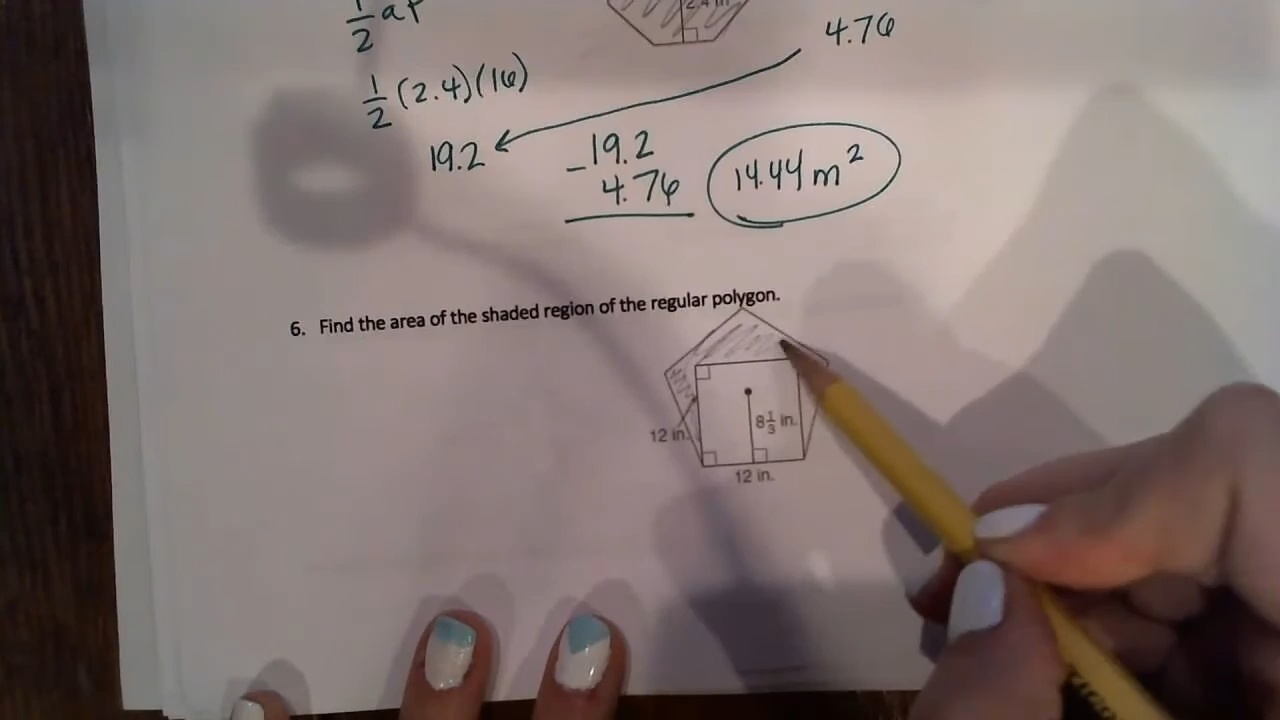 1/2 aP
2.4 m
4.76
1/2 (2.4)(16)
19.2
19.2
- 4.76
14.44 m²
6. Find the area of the shaded region of the regular polygon.
8 1/3 in.
12 in.
12 in.